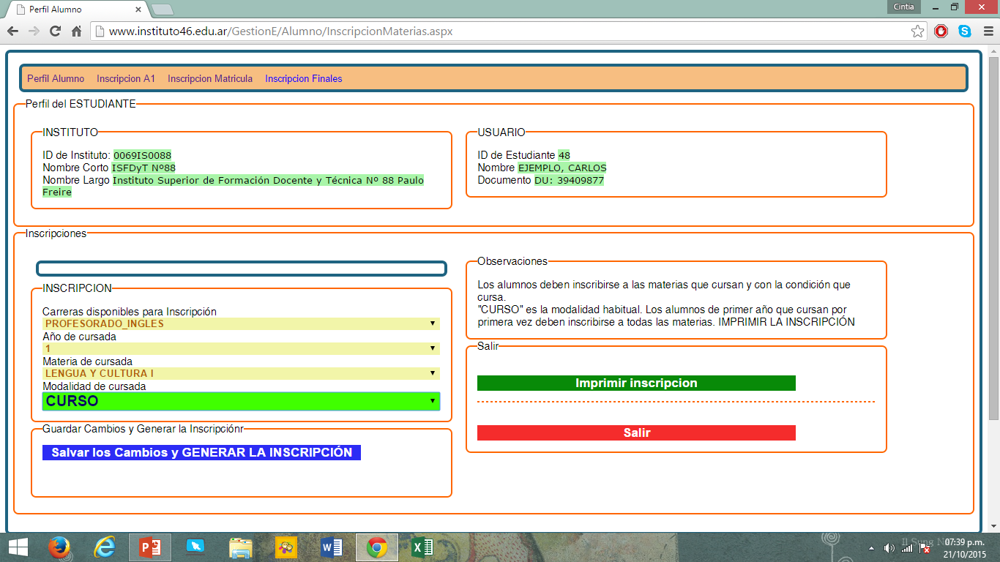 Perfil Alumno
Cintia
www.instituto46.edu.ar/GestionE/Alumno/InscripcionMaterias.aspx
Perfil Alumno Inscripcion A1 Inscripcion Matricula Inscripcion Finales
Perfil del ESTUDIANTE
INSTITUTO
ID de Instituto: 0069IS0088
Nombre Corto ISFDyT Nº88
Nombre Largo Instituto Superior de Formación Docente y Técnica Nº 88 Paulo
Freire
USUARIO
ID de Estudiante 48
Nombre EJEMPLO, CARLOS
Documento DU: 39409877
Inscripciones
INSCRIPCION
Carreras disponibles para Inscripción
PROFESORADO_INGLES
Año de cursada
1
Materia de cursada
LENGUA Y CULTURA I
Modalidad de cursada
CURSO
Guardar Cambios y Generar la Inscripciónr
Salvar los Cambios y GENERAR LA INSCRIPCIÓN
Observaciones
Los alumnos deben inscribirse a las materias que cursan y con la condición que
cursa.
"CURSO" es la modalidad habitual. Los alumnos de primer año que cursan por
primera vez deben inscribirse a todas las materias. IMPRIMIR LA INSCRIPCIÓN
Salir
Imprimir inscripcion
Salir
07:39 p.m.
21/10/2015